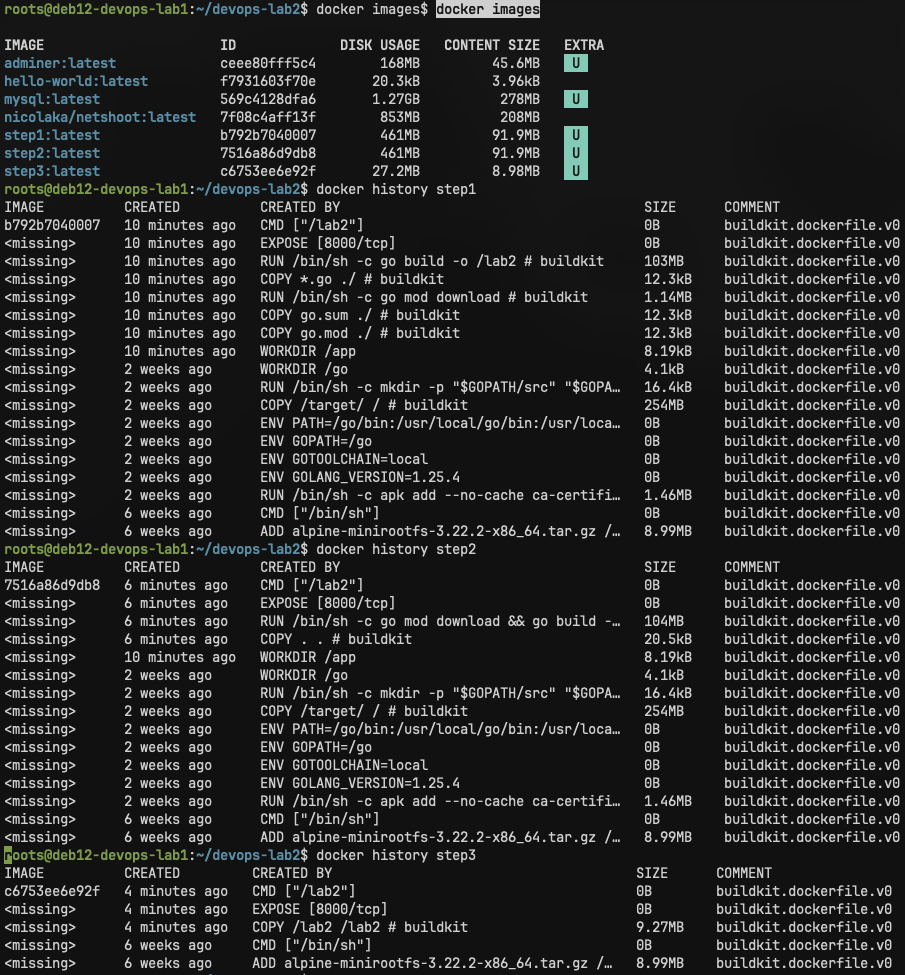 roots@deb12-devops-lab1:~/devops-lab2$ docker images$ docker images
IMAGE ID DISK USAGE CONTENT SIZE EXTRA
adminer:latest ceee80fff5c4 168MB 45.6MB U
hello-world:latest f7931603f70e 20.3kB 3.96kB
mysql:latest 569c4128dfa6 1.27GB 278MB U
nicolaka/netshoot:latest 7f08c4aff13f 853MB 208MB
step1:latest b792b7040007 461MB 91.9MB U
step2:latest 7516a86d9db8 461MB 91.9MB U
step3:latest c6753ee6e92f 27.2MB 8.98MB U
roots@deb12-devops-lab1:~/devops-lab2$ docker history step1
IMAGE CREATED CREATED BY SIZE COMMENT
b792b7040007 10 minutes ago CMD ["/lab2"] 0B buildkit.dockerfile.v0
<missing> 10 minutes ago EXPOSE [8000/tcp] 0B buildkit.dockerfile.v0
<missing> 10 minutes ago RUN /bin/sh -c go build -o /lab2 # buildkit 103MB buildkit.dockerfile.v0
<missing> 10 minutes ago COPY *.go ./ # buildkit 12.3kB buildkit.dockerfile.v0
<missing> 10 minutes ago RUN /bin/sh -c go mod download # buildkit 1.14MB buildkit.dockerfile.v0
<missing> 10 minutes ago COPY go.sum ./ # buildkit 12.3kB buildkit.dockerfile.v0
<missing> 10 minutes ago COPY go.mod ./ # buildkit 12.3kB buildkit.dockerfile.v0
<missing> 10 minutes ago WORKDIR /app 8.19kB buildkit.dockerfile.v0
<missing> 2 weeks ago WORKDIR /go 4.1kB buildkit.dockerfile.v0
<missing> 2 weeks ago RUN /bin/sh -c mkdir -p "$GOPATH/src" "$GOPA… 16.4kB buildkit.dockerfile.v0
<missing> 2 weeks ago COPY /target/ / # buildkit 254MB buildkit.dockerfile.v0
<missing> 2 weeks ago ENV PATH=/go/bin:/usr/local/go/bin:/usr/loca… 0B buildkit.dockerfile.v0
<missing> 2 weeks ago ENV GOPATH=/go 0B buildkit.dockerfile.v0
<missing> 2 weeks ago ENV GOTOOLCHAIN=local 0B buildkit.dockerfile.v0
<missing> 2 weeks ago ENV GOLANG_VERSION=1.25.4 0B buildkit.dockerfile.v0
<missing> 2 weeks ago RUN /bin/sh -c apk add --no-cache ca-certifi… 1.46MB buildkit.dockerfile.v0
<missing> 6 weeks ago CMD ["/bin/sh"] 0B buildkit.dockerfile.v0
<missing> 6 weeks ago ADD alpine-minirootfs-3.22.2-x86_64.tar.gz /… 8.99MB buildkit.dockerfile.v0
roots@deb12-devops-lab1:~/devops-lab2$ docker history step2
IMAGE CREATED CREATED BY SIZE COMMENT
7516a86d9db8 6 minutes ago CMD ["/lab2"] 0B buildkit.dockerfile.v0
<missing> 6 minutes ago EXPOSE [8000/tcp] 0B buildkit.dockerfile.v0
<missing> 6 minutes ago RUN /bin/sh -c go mod download && go build -… 104MB buildkit.dockerfile.v0
<missing> 6 minutes ago COPY . . # buildkit 20.5kB buildkit.dockerfile.v0
<missing> 10 minutes ago WORKDIR /app 8.19kB buildkit.dockerfile.v0
<missing> 2 weeks ago WORKDIR /go 4.1kB buildkit.dockerfile.v0
<missing> 2 weeks ago RUN /bin/sh -c mkdir -p "$GOPATH/src" "$GOPA… 16.4kB buildkit.dockerfile.v0
<missing> 2 weeks ago COPY /target/ / # buildkit 254MB buildkit.dockerfile.v0
<missing> 2 weeks ago ENV PATH=/go/bin:/usr/local/go/bin:/usr/loca… 0B buildkit.dockerfile.v0
<missing> 2 weeks ago ENV GOPATH=/go 0B buildkit.dockerfile.v0
<missing> 2 weeks ago ENV GOTOOLCHAIN=local 0B buildkit.dockerfile.v0
<missing> 2 weeks ago ENV GOLANG_VERSION=1.25.4 0B buildkit.dockerfile.v0
<missing> 2 weeks ago RUN /bin/sh -c apk add --no-cache ca-certifi… 1.46MB buildkit.dockerfile.v0
<missing> 6 weeks ago CMD ["/bin/sh"] 0B buildkit.dockerfile.v0
<missing> 6 weeks ago ADD alpine-minirootfs-3.22.2-x86_64.tar.gz /… 8.99MB buildkit.dockerfile.v0
roots@deb12-devops-lab1:~/devops-lab2$ docker history step3
IMAGE CREATED CREATED BY SIZE COMMENT
c6753ee6e92f 4 minutes ago CMD ["/lab2"] 0B buildkit.dockerfile.v0
<missing> 4 minutes ago EXPOSE [8000/tcp] 0B buildkit.dockerfile.v0
<missing> 4 minutes ago COPY /lab2 /lab2 # buildkit 9.27MB buildkit.dockerfile.v0
<missing> 6 weeks ago CMD ["/bin/sh"] 0B buildkit.dockerfile.v0
<missing> 6 weeks ago ADD alpine-minirootfs-3.22.2-x86_64.tar.gz /… 8.99MB buildkit.dockerfile.v0